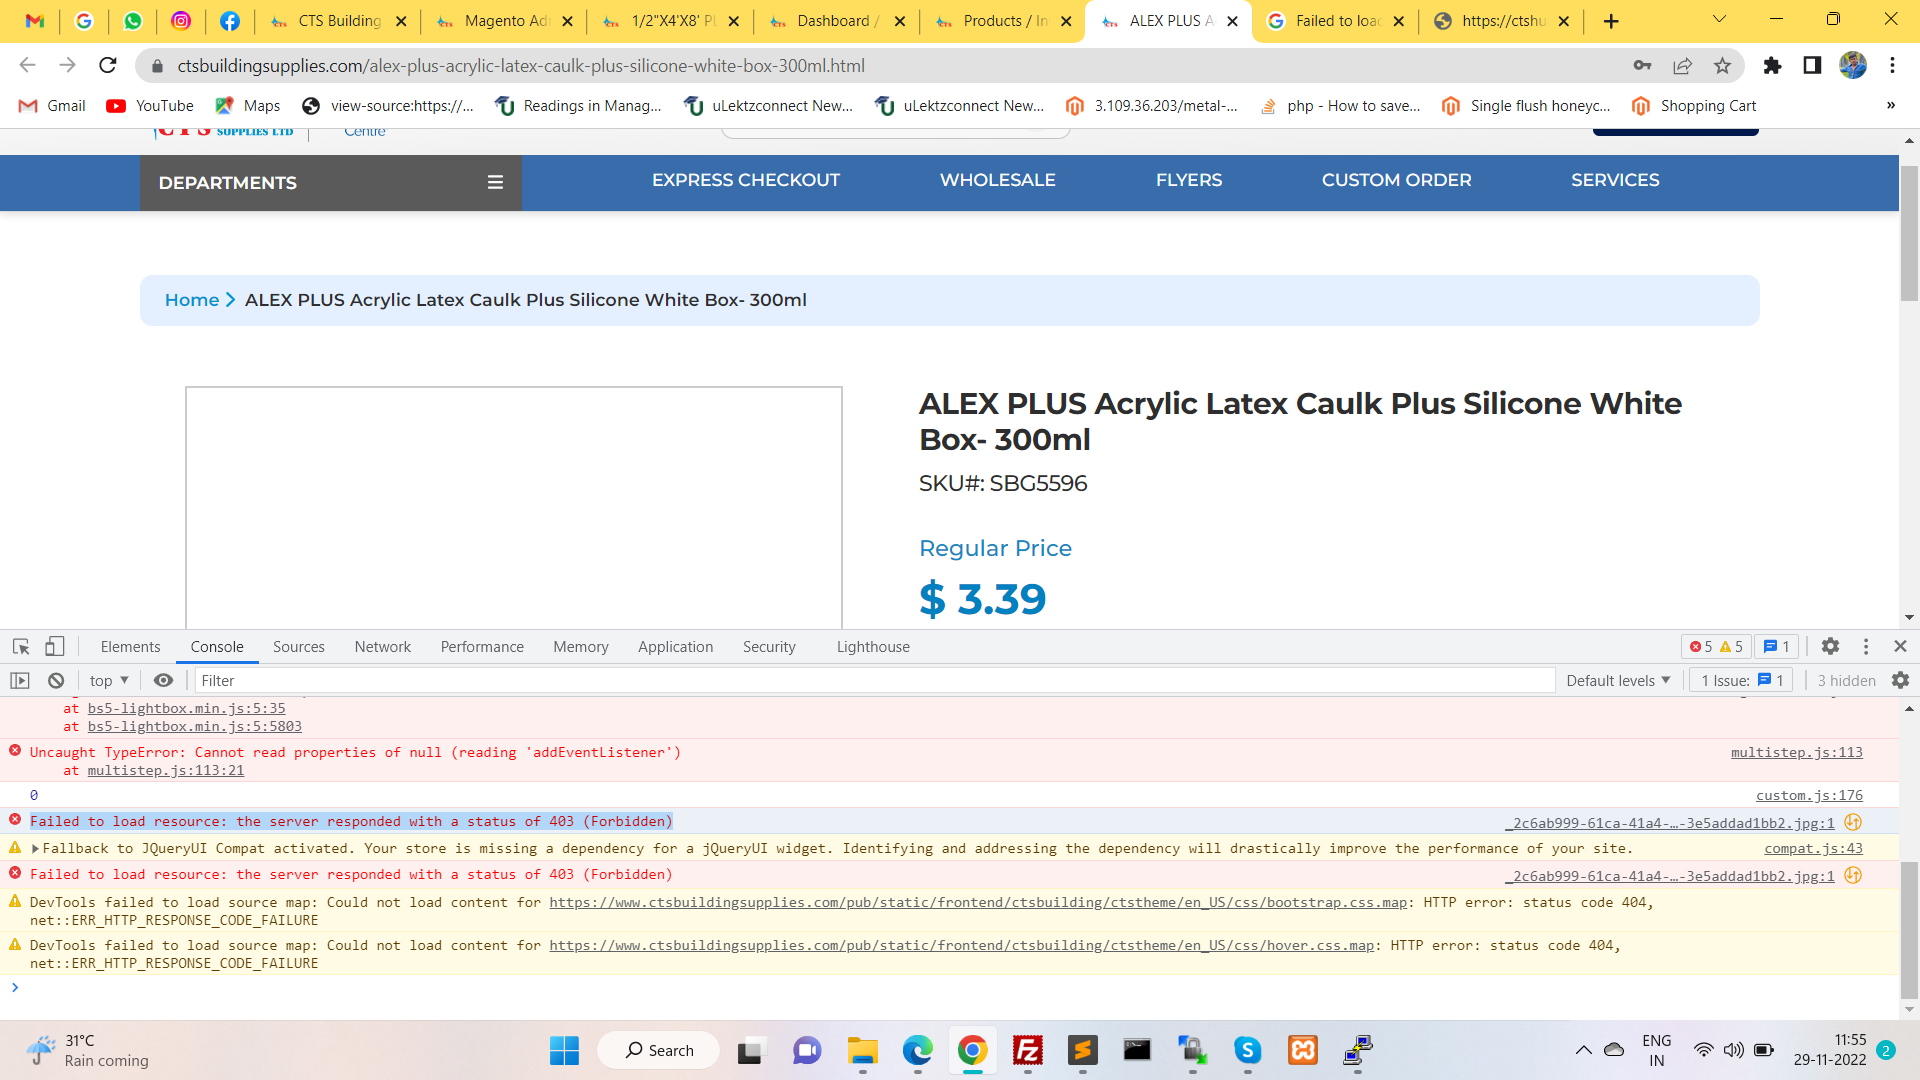 CTS Building
Magento Ad
1/2"X4'X8' PL
Dashboard /
Products / In
ALEX PLUS A
Failed to load
https://ctshu
ctsbuildingsupplies.com/alex-plus-acrylic-latex-caulk-plus-silicone-white-box-300ml.html
Gmail
YouTube
Maps
view-source:https://...
Readings in Manag...
uLektzconnect New...
uLektzconnect New...
3.109.36.203/metal-...
php - How to save...
Single flush honeyc...
Shopping Cart
»
CTS SUPPLIES LTD
Centre
DEPARTMENTS
EXPRESS CHECKOUT
WHOLESALE
FLYERS
CUSTOM ORDER
SERVICES
Home > ALEX PLUS Acrylic Latex Caulk Plus Silicone White Box- 300ml
ALEX PLUS Acrylic Latex Caulk Plus Silicone White
Box- 300ml
SKU#: SBG5596
Regular Price
$ 3.39
Elements
Console
Sources
Network
Performance
Memory
Application
Security
Lighthouse
5
5
1
top
Filter
Default levels
1 Issue: 1
3 hidden
at bs5-lightbox.min.js:5:35
at bs5-lightbox.min.js:5:5803
Uncaught TypeError: Cannot read properties of null (reading 'addEventListener')
multistep.js:113
at multistep.js:113:21
0
custom.js:176
Failed to load resource: the server responded with a status of 403 (Forbidden)
_2c6ab999-61ca-41a4-…-3e5addad1bb2.jpg:1
Fallback to JQueryUI Compat activated. Your store is missing a dependency for a jQueryUI widget. Identifying and addressing the dependency will drastically improve the performance of your site.
compat.js:43
Failed to load resource: the server responded with a status of 403 (Forbidden)
_2c6ab999-61ca-41a4-…-3e5addad1bb2.jpg:1
DevTools failed to load source map: Could not load content for https://www.ctsbuildingsupplies.com/pub/static/frontend/ctsbuilding/ctstheme/en_US/css/bootstrap.css.map: HTTP error: status code 404,
net::ERR_HTTP_RESPONSE_CODE_FAILURE
DevTools failed to load source map: Could not load content for https://www.ctsbuildingsupplies.com/pub/static/frontend/ctsbuilding/ctstheme/en_US/css/hover.css.map: HTTP error: status code 404,
net::ERR_HTTP_RESPONSE_CODE_FAILURE
31°C
Rain coming
Search
ENG
IN
11:55
29-11-2022
2